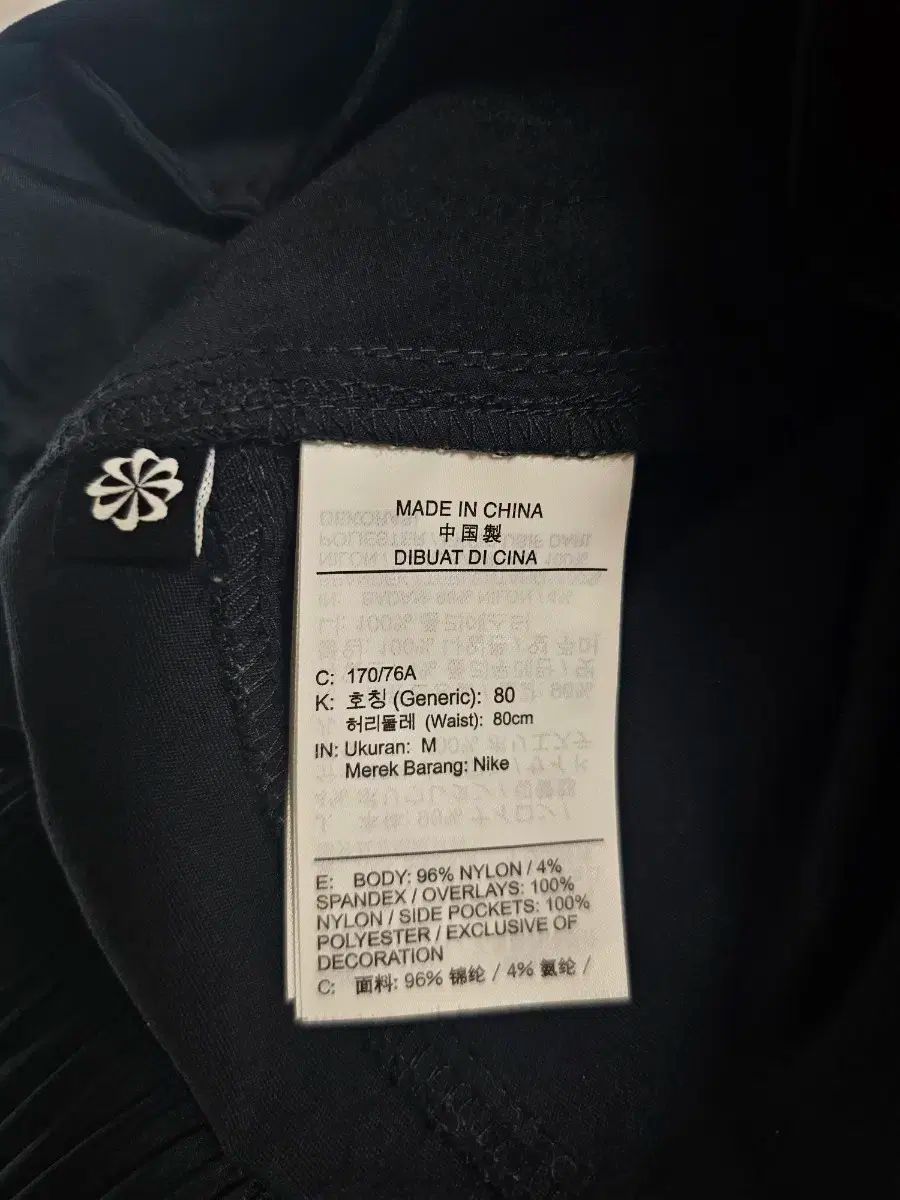 MADE IN CHINA
中国製
DIBUAT DI CINA
C: 170/76A
K: 호칭 (Generic): 80
허리둘레 (Waist): 80cm
IN: Ukuran: M
Merek Barang: Nike
E: BODY: 96% NYLON / 4%
SPANDEX / OVERLAYS: 100%
NYLON / SIDE POCKETS: 100%
POLYESTER / EXCLUSIVE OF
DECORATION
C: 面料: 96% 锦纶 / 4% 氨纶 /